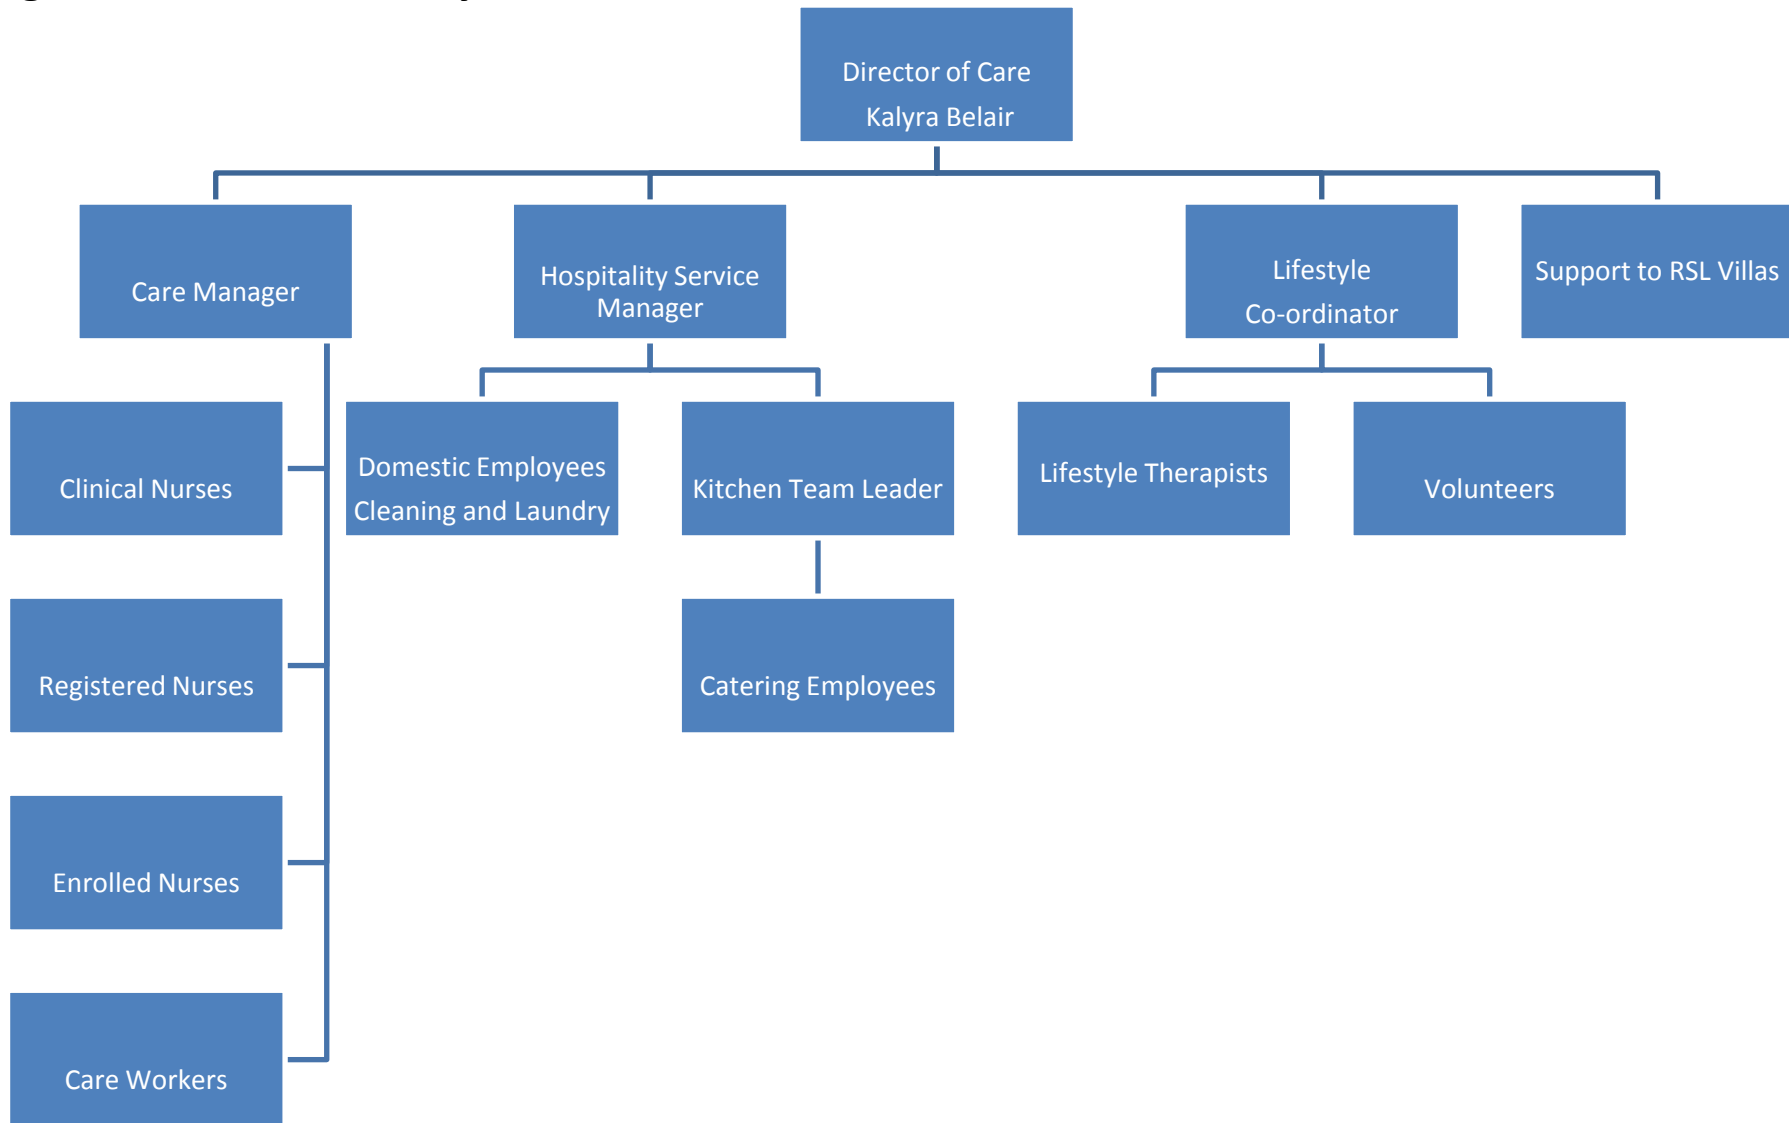 Director of Care
Kalyra Belair
Care Manager
Hospitality Service
Manager
Lifestyle
Co-ordinator
Support to RSL Villas
Clinical Nurses
Domestic Employees
Cleaning and Laundry
Kitchen Team Leader
Lifestyle Therapists
Volunteers
Registered Nurses
Catering Employees
Enrolled Nurses
Care Workers